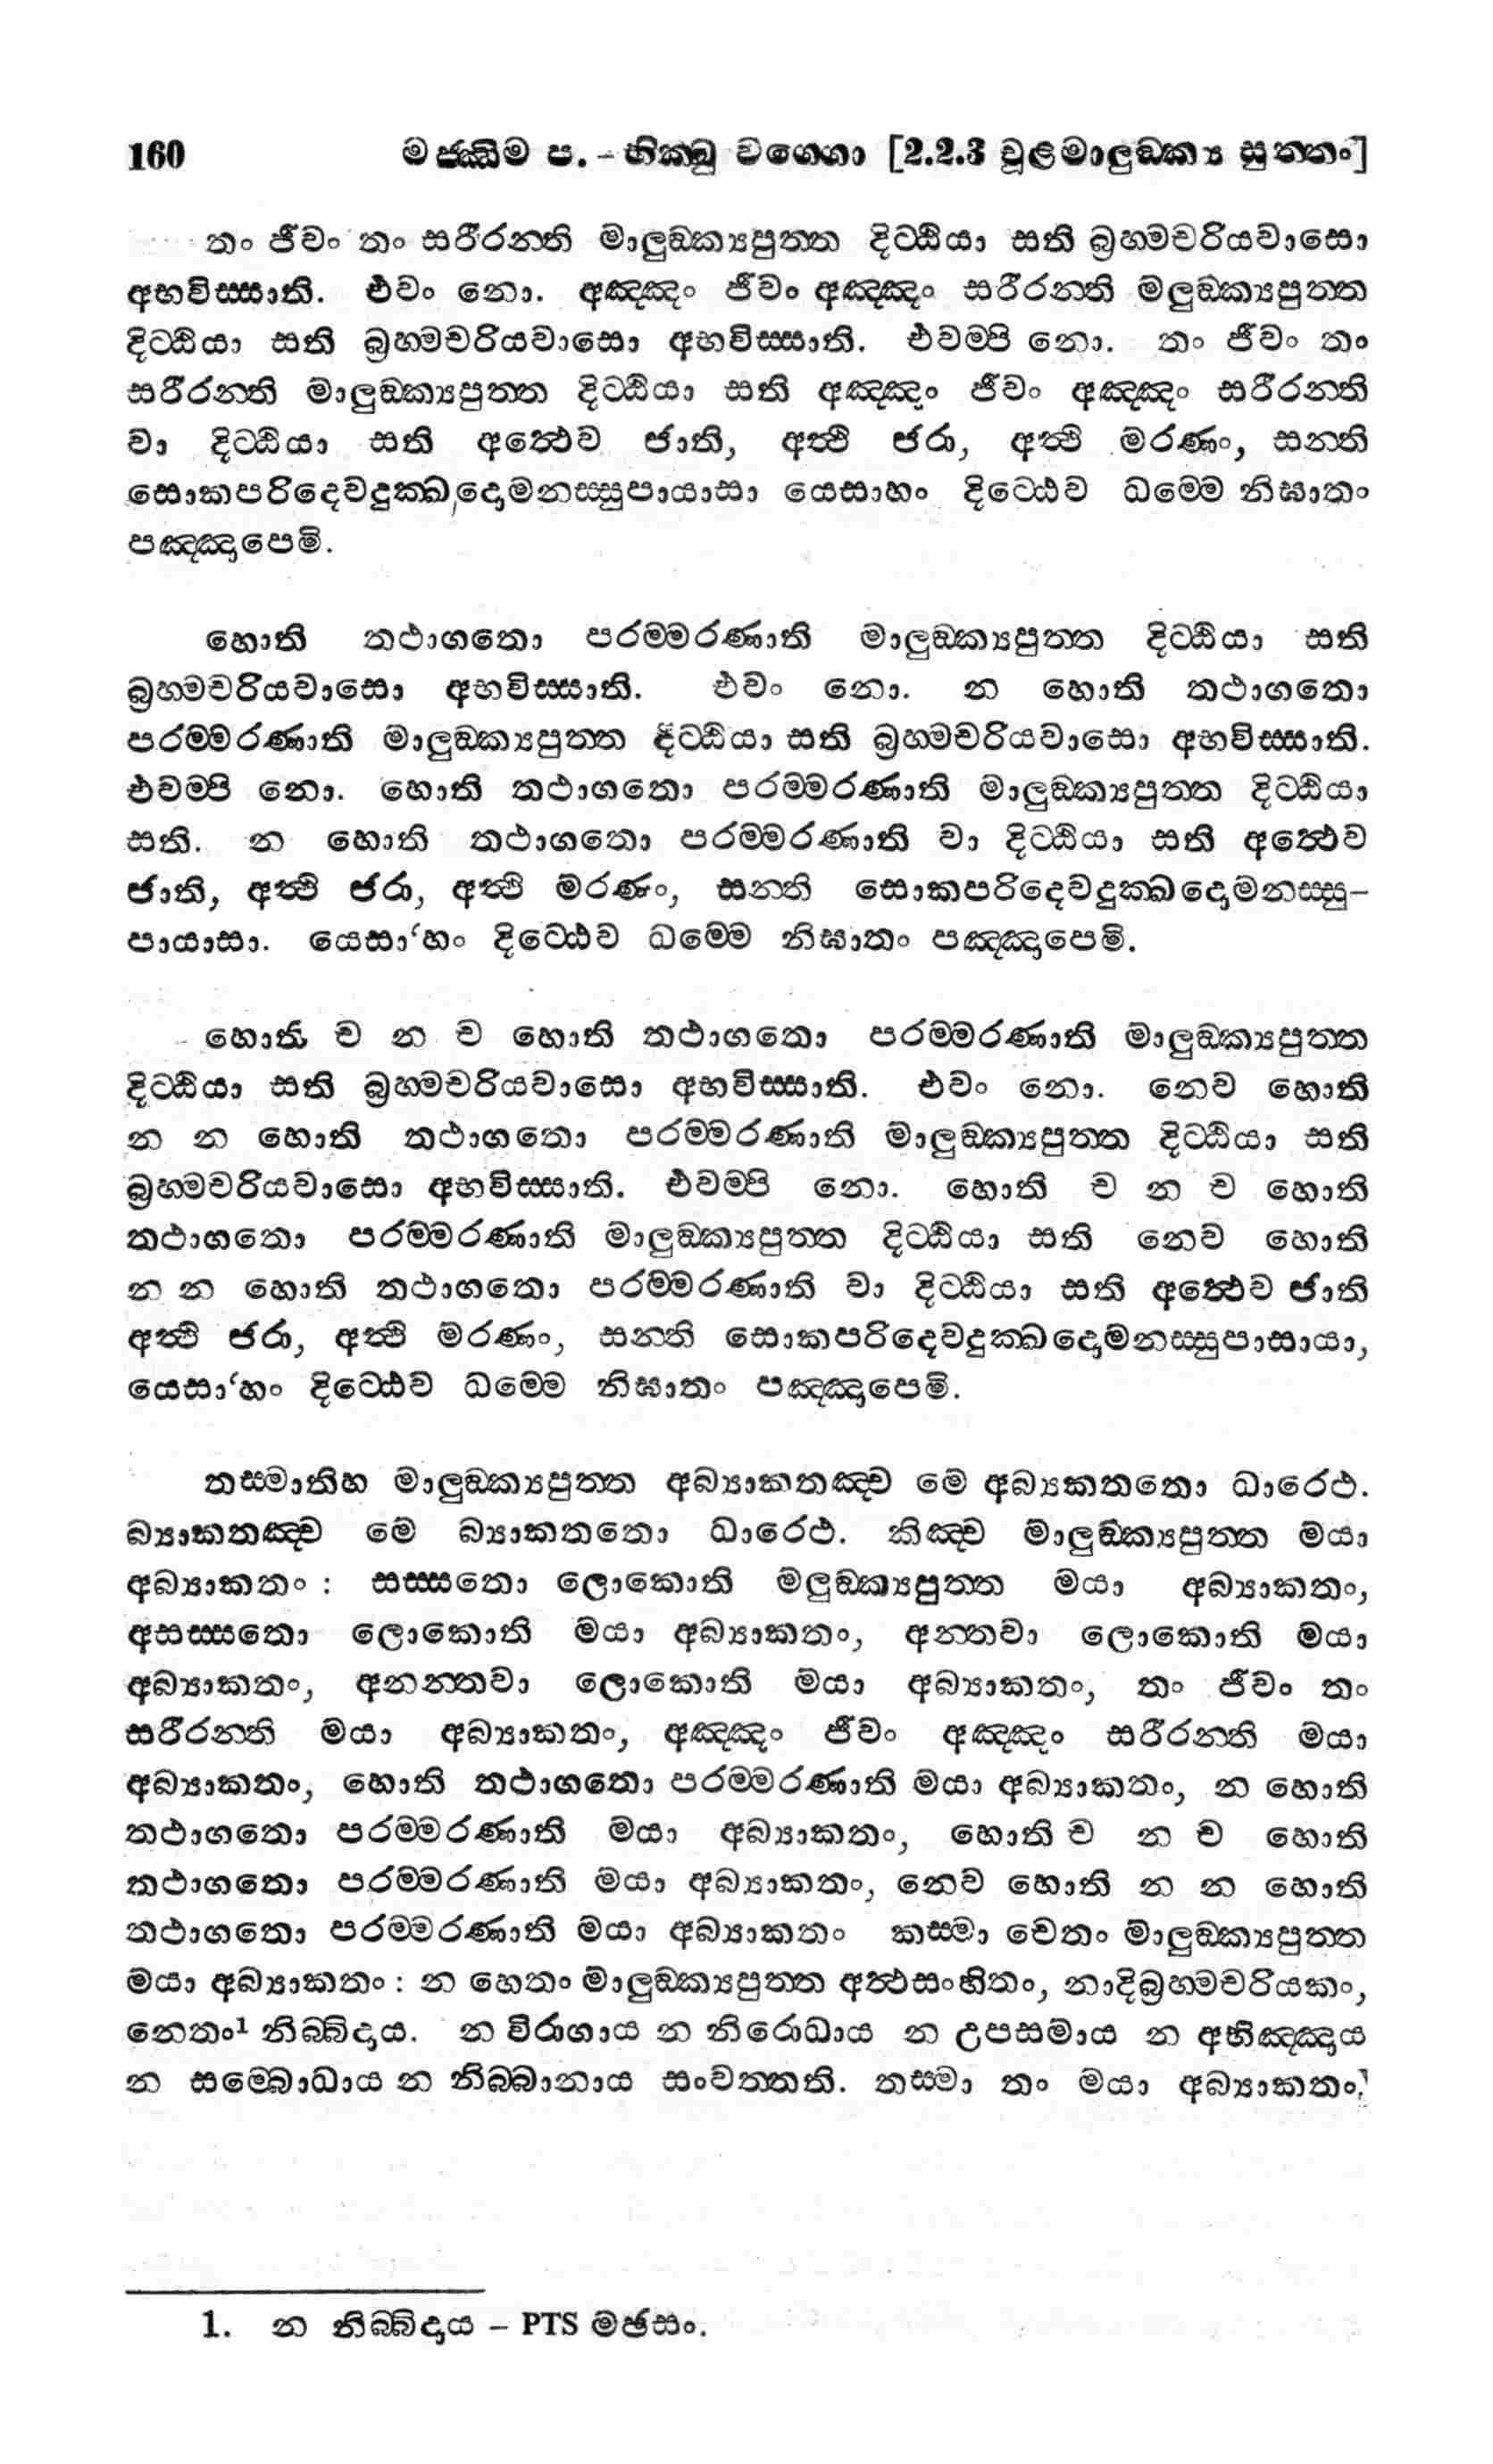 160 මජ්ඣිම ප. - භික්ඛු වග්ගො [2.2.3 චූළමාලුඞ්ක්‍ය සුත්තං]
තං ජීවං තං සරීරන්ති මාලුඞ්ක්‍යපුත්ත දිට්ඨියා සති බ්‍රහ්මචරියවාසො
අභවිස්සාති. එවං නො. අඤ්ඤං ජීවං අඤ්ඤං සරීරන්ති මලුඞ්ක්‍යපුත්ත
දිට්ඨියා සති බ්‍රහ්මචරියවාසො අභවිස්සාති. එවම්පි නො. තං ජීවං තං
සරීරන්ති මාලුඞ්ක්‍යපුත්ත දිට්ඨියා සති අඤ්ඤං ජීවං අඤ්ඤං සරීරන්ති
වා දිට්ඨියා සති අත්ථෙව ජාති, අත්ථි ජරා, අත්ථි මරණං, සන්ති
සොකපරිදෙවදුක්ඛදොමනස්සුපායාසා යෙසාහං දිට්ඨෙව ධම්මෙ නිඝාතං
පඤ්ඤාපෙමි.
හොති තථාගතො පරම්මරණාති මාලුඞ්ක්‍යපුත්ත දිට්ඨියා සති
බ්‍රහ්මචරියවාසො අභවිස්සාති. එවං නො. න හොති තථාගතො
පරම්මරණාති මාලුඞ්ක්‍යපුත්ත දිට්ඨියා සති බ්‍රහ්මචරියවාසො අභවිස්සාති.
එවම්පි නො. හොති තථාගතො පරම්මරණාති මාලුඞ්ක්‍යපුත්ත දිට්ඨියා
සති. න හොති තථාගතො පරම්මරණාති වා දිට්ඨියා සති අත්ථෙව
ජාති, අත්ථි ජරා, අත්ථි මරණං, සන්ති සොකපරිදෙවදුක්ඛදොමනස්සු-
පායාසා. යෙසා‘හං දිට්ඨෙව ධම්මෙ නිඝාතං පඤ්ඤාපෙමි.
හොති ච න ච හොති තථාගතො පරම්මරණාති මාලුඞ්ක්‍යපුත්ත
දිට්ඨියා සති බ්‍රහ්මචරියවාසො අභවිස්සාති. එවං නො. නෙව හොති
න න හොති තථාගතො පරම්මරණාති මාලුඞ්ක්‍යපුත්ත දිට්ඨියා සති
බ්‍රහ්මචරියවාසො අභවිස්සාති. එවම්පි නො. හොති ච න ච හොති
තථාගතො පරම්මරණාති මාලුඞ්ක්‍යපුත්ත දිට්ඨියා සති නෙව හොති
න න හොති තථාගතො පරම්මරණාති වා දිට්ඨියා සති අත්ථෙව ජාති
අත්ථි ජරා, අත්ථි මරණං, සන්ති සොකපරිදෙවදුක්ඛදොමනස්සුපාසායා,
යෙසා‘හං දිට්ඨෙව ධම්මෙ නිඝාතං පඤ්ඤාපෙමි.
තස්මාතිහ මාලුඞ්ක්‍යපුත්ත අබ්‍යාකතඤ්ච මේ අබ්‍යකතතො ධාරෙථ.
බ්‍යාකතඤ්ච මේ බ්‍යාකතතො ධාරෙථ. කිඤ්ච මාලුඞ්ක්‍යපුත්ත මයා
අබ්‍යාකතං : සස්සතො ලොකොති මලුඞ්ක්‍යපුත්ත මයා අබ්‍යාකතං,
අසස්සතො ලොකොති මයා අබ්‍යාකතං, අන්තවා ලොකොති මයා
අබ්‍යාකතං, අනන්තවා ලොකොති මයා අබ්‍යාකතං, තං ජීවං තං
සරීරන්ති මයා අබ්‍යාකතං, අඤ්ඤං ජීවං අඤ්ඤං සරීරන්ති මයා
අබ්‍යාකතං, හොති තථාගතො පරම්මරණාති මයා අබ්‍යාකතං, න හොති
තථාගතො පරම්මරණාති මයා අබ්‍යාකතං, හොති ච න ච හොති
තථාගතො පරම්මරණාති මයා අබ්‍යාකතං, නෙව හොති න න හොති
තථාගතො පරම්මරණාති මයා අබ්‍යාකතං කස්මා චෙතං මාලුඞ්ක්‍යපුත්ත
මයා අබ්‍යාකතං : න හෙතං මාලුඞ්ක්‍යපුත්ත අත්ථසංහිතං, නාදිබ්‍රහ්මචරියකං,
නෙතං¹ නිබ්බිදාය. න විරාගාය න නිරොධාය න උපසමාය න අභිඤ්ඤාය
න සම්බොධාය න නිබ්බානාය සංවත්තති. තස්මා තං මයා අබ්‍යාකතං.
1. න නිබ්බිදාය - PTS මඡසං.